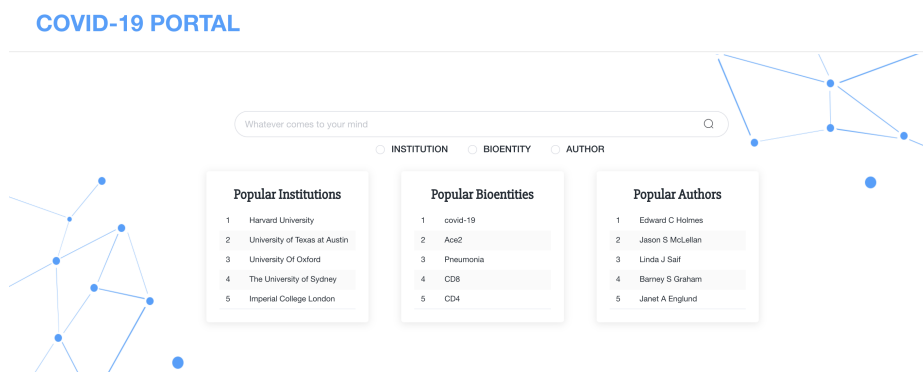 COVID-19 PORTAL
Whatever comes to your mind
INSTITUTION BIOENTITY AUTHOR
Popular Institutions
1 Harvard University
2 University of Texas at Austin
3 University Of Oxford
4 The University of Sydney
5 Imperial College London
Popular Bioentities
1 covid-19
2 Ace2
3 Pneumonia
4 CD8
5 CD4
Popular Authors
1 Edward C Holmes
2 Jason S McLellan
3 Linda J Saif
4 Barney S Graham
5 Janet A Englund